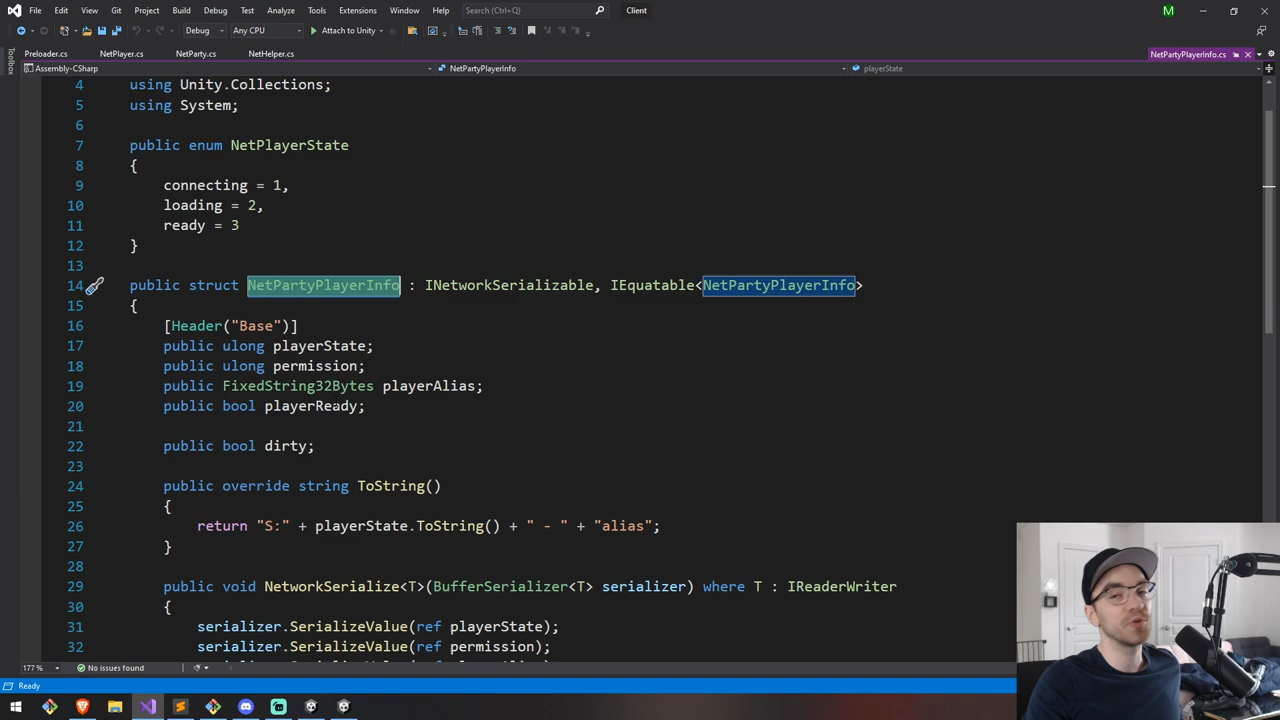 File Edit View Git Project Build Debug Test Analyze Tools Extensions Window Help Search (Ctrl+Q) Client M
Debug Any CPU Attach to Unity
Preloader.cs NetPlayer.cs NetParty.cs NetHelper.cs NetPartyPlayerInfo.cs
Toolbox
Assembly-CSharp NetPartyPlayerInfo playerState
4 using Unity.Collections;
5 using System;
6
7 public enum NetPlayerState
8 {
9 connecting = 1,
10 loading = 2,
11 ready = 3
12 }
13
14 public struct NetPartyPlayerInfo : INetworkSerializable, IEquatable<NetPartyPlayerInfo>
15 {
16 [Header("Base")]
17 public ulong playerState;
18 public ulong permission;
19 public FixedString32Bytes playerAlias;
20 public bool playerReady;
21
22 public bool dirty;
23
24 public override string ToString()
25 {
26 return "S:" + playerState.ToString() + " - " + "alias";
27 }
28
29 public void NetworkSerialize<T>(BufferSerializer<T> serializer) where T : IReaderWriter
30 {
31 serializer.SerializeValue(ref playerState);
32 serializer.SerializeValue(ref permission);
177 % No issues found
Ready